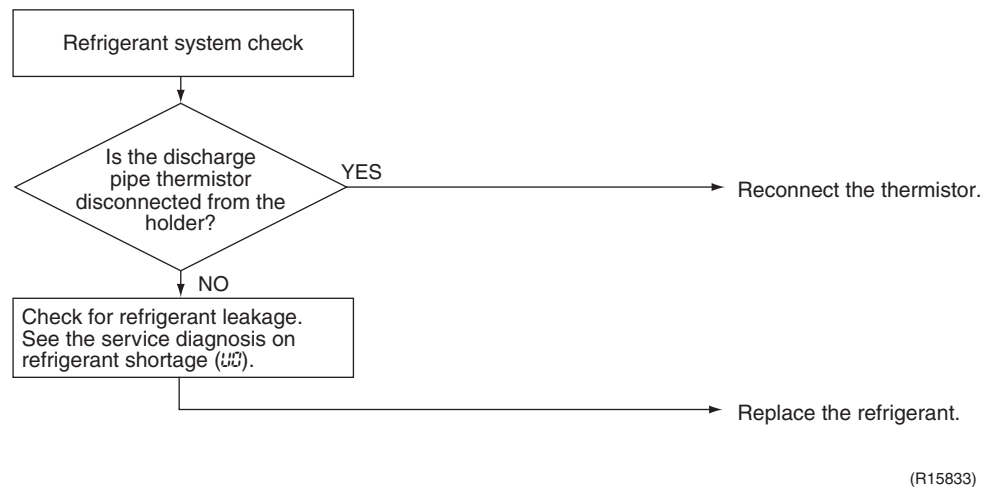 Refrigerant system check
Is the discharge
pipe thermistor
disconnected from the
holder?
YES
Reconnect the thermistor.
NO
Check for refrigerant leakage.
See the service diagnosis on
refrigerant shortage (U0).
Replace the refrigerant.
(R15833)